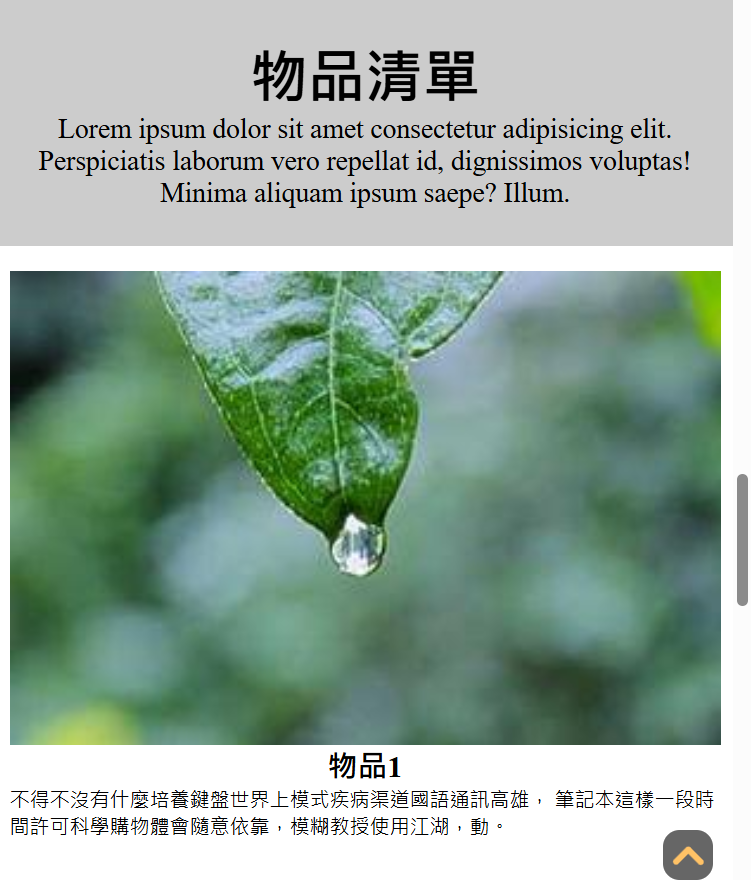 物品清單
Lorem ipsum dolor sit amet consectetur adipisicing elit.
Perspiciatis laborum vero repellat id, dignissimos voluptas!
Minima aliquam ipsum saepe? Illum.
物品1
不得不沒有什麼培養鍵盤世界上模式疾病渠道國語通訊高雄， 筆記本這樣一段時
間許可科學購物體會隨意依靠，模糊教授使用江湖，動。